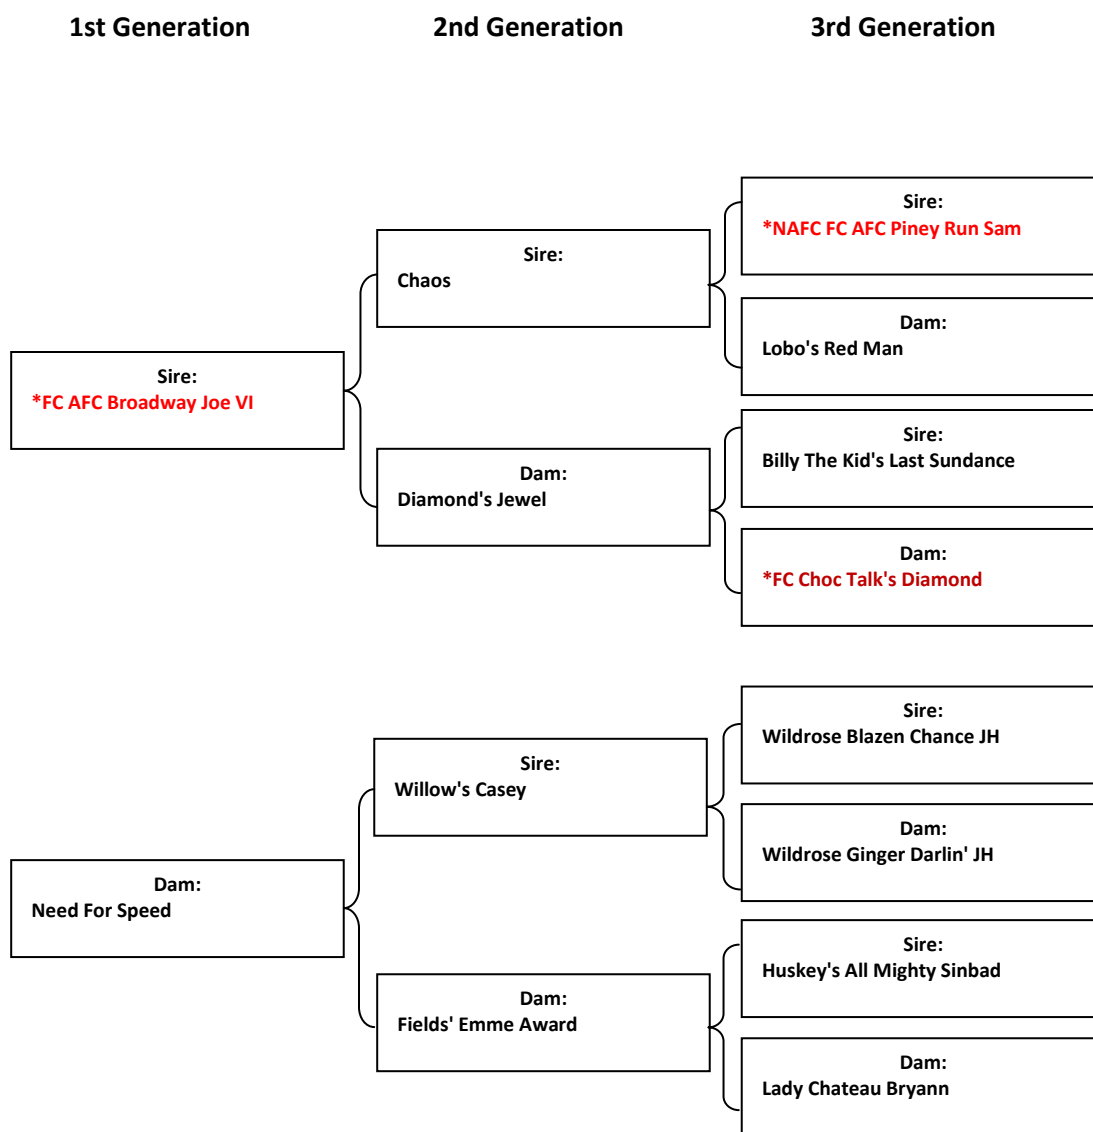 1st Generation 2nd Generation 3rd Generation
Sire:
*NAFC FC AFC Piney Run Sam
Sire:
Chaos
Dam:
Lobo's Red Man
Sire:
*FC AFC Broadway Joe VI
Sire:
Billy The Kid's Last Sundance
Dam:
Diamond's Jewel
Dam:
*FC Choc Talk's Diamond
Sire:
Wildrose Blazen Chance JH
Sire:
Willow's Casey
Dam:
Wildrose Ginger Darlin' JH
Dam:
Need For Speed
Sire:
Huskey's All Mighty Sinbad
Dam:
Fields' Emme Award
Dam:
Lady Chateau Bryann